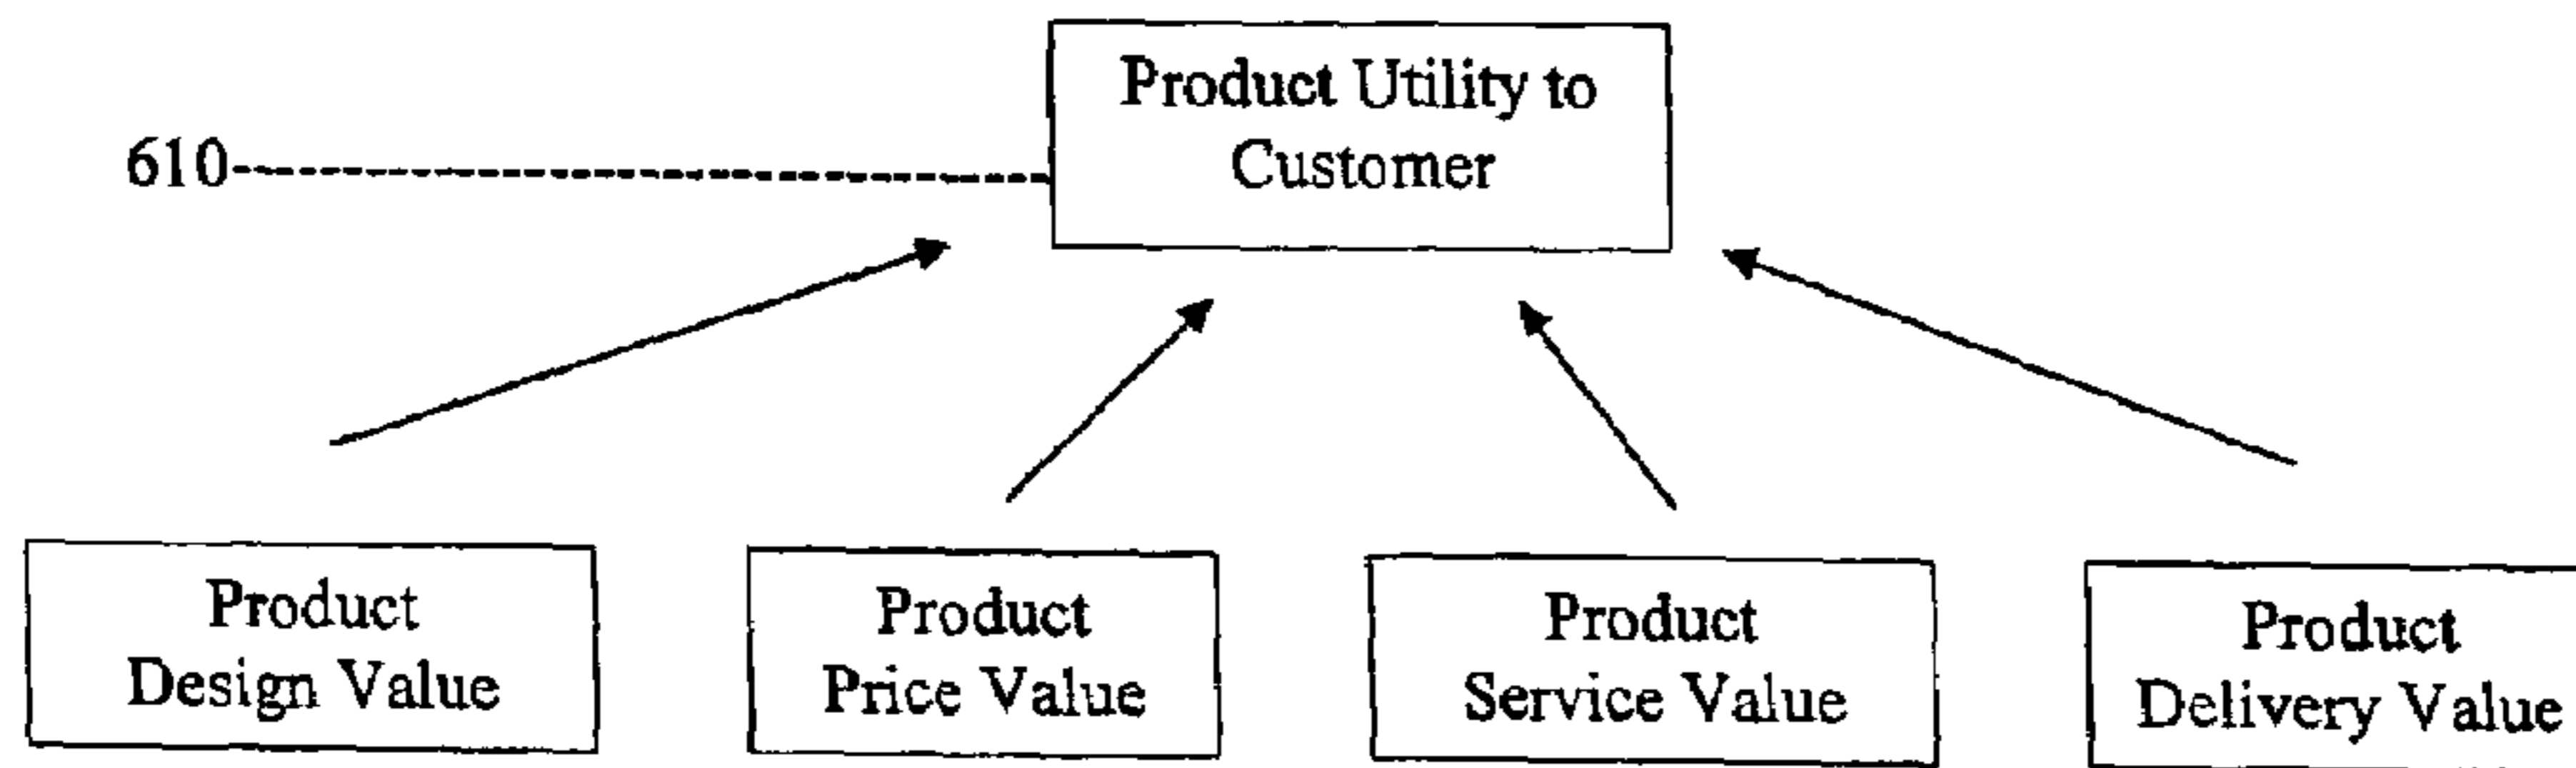 Product Utility to
610
Customer
Product
Design Value
Product
Price Value
Product
Service Value
Product
Delivery Value